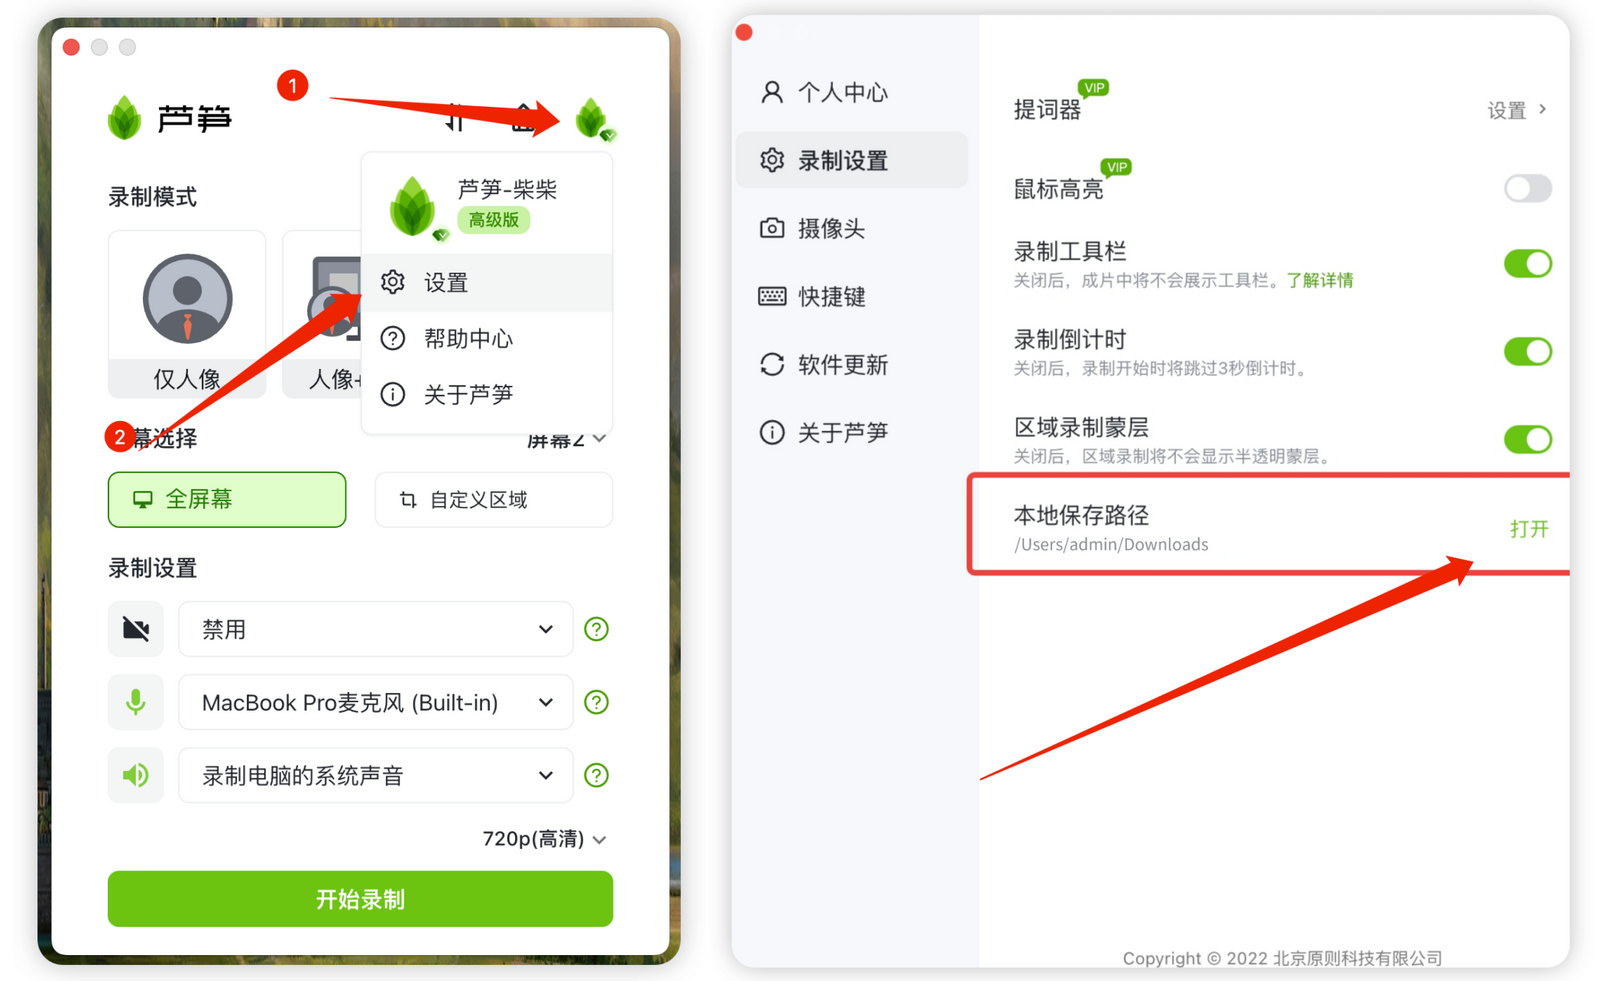 1
芦笋
芦笋-柴柴
高级版
录制模式
设置
帮助中心
关于芦笋
仅人像
人像+
2
幕选择
屏幕2
全屏幕
自定义区域
录制设置
禁用
MacBook Pro麦克风 (Built-in)
录制电脑的系统声音
720p(高清)
开始录制
个人中心
录制设置
摄像头
快捷键
软件更新
关于芦笋
提词器
VIP
设置
鼠标高亮
VIP
录制工具栏
关闭后，成片中将不会展示工具栏。了解详情
录制倒计时
关闭后，录制开始时将跳过3秒倒计时。
区域录制蒙层
关闭后，区域录制将不会显示半透明蒙层。
本地保存路径
/Users/admin/Downloads
打开
Copyright © 2022 北京原则科技有限公司